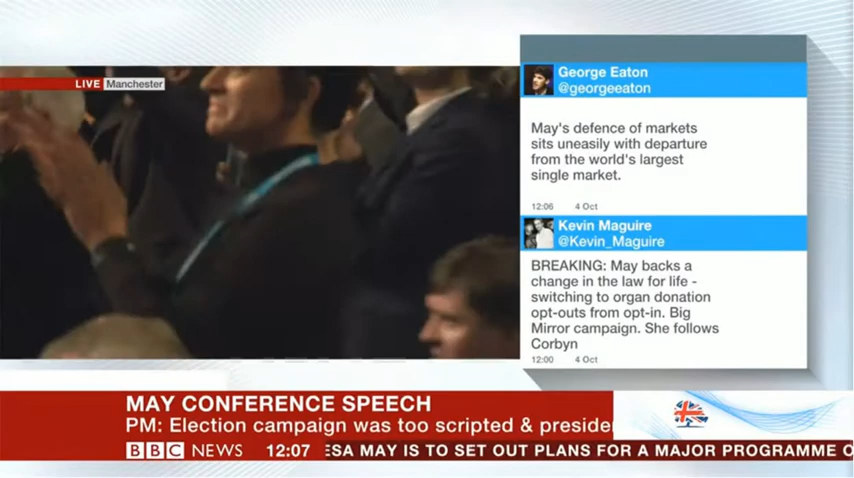 LIVE Manchester
George Eaton
@georgeeaton
May's defence of markets
sits uneasily with departure
from the world's largest
single market.
12:06 4 Oct
Kevin Maguire
@Kevin_Maguire
BREAKING: May backs a
change in the law for life -
switching to organ donation
opt-outs from opt-in. Big
Mirror campaign. She follows
Corbyn
12:00 4 Oct
MAY CONFERENCE SPEECH
PM: Election campaign was too scripted & preside
BBC NEWS 12:07 ESA MAY IS TO SET OUT PLANS FOR A MAJOR PROGRAMME